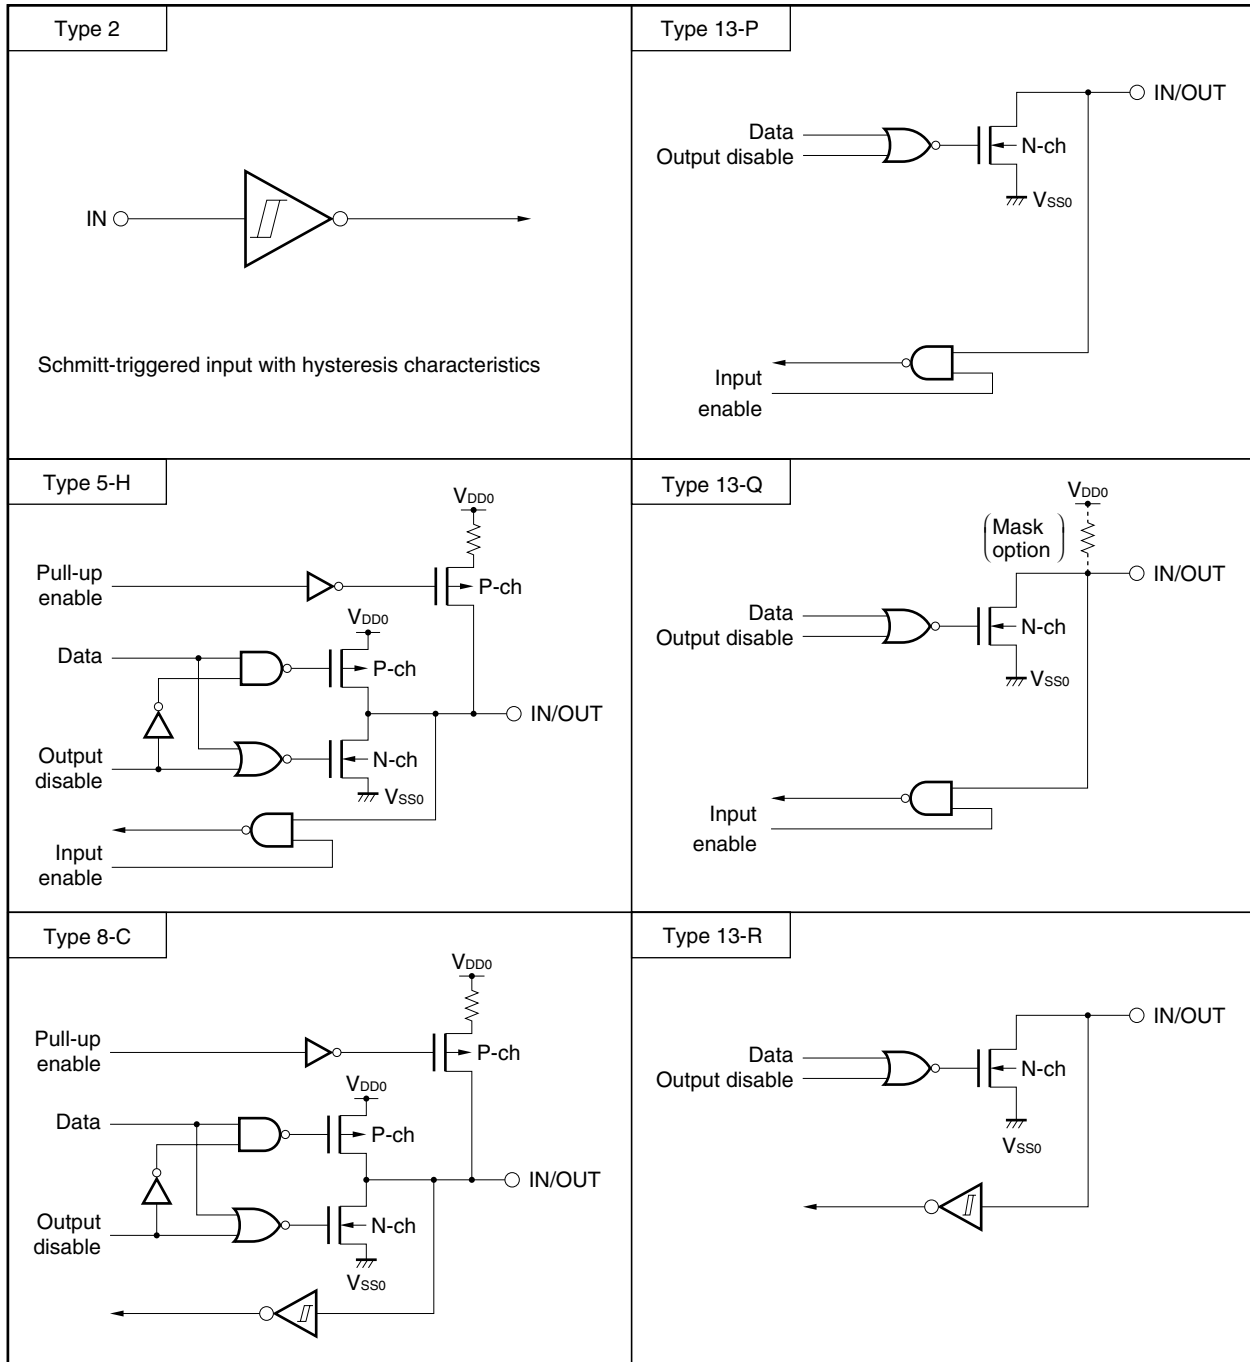 Type 2
IN
Schmitt-triggered input with hysteresis characteristics
Type 13-P
IN/OUT
Data
Output disable
N-ch
VSS0
Input
enable
Type 5-H
VDD0
Pull-up
enable
P-ch
VDD0
Data
P-ch
IN/OUT
Output
disable
N-ch
VSS0
Input
enable
Type 13-Q
VDD0
(Mask
option)
IN/OUT
Data
Output disable
N-ch
VSS0
Input
enable
Type 8-C
VDD0
Pull-up
enable
P-ch
VDD0
Data
P-ch
IN/OUT
Output
disable
N-ch
VSS0
Type 13-R
IN/OUT
Data
Output disable
N-ch
VSS0